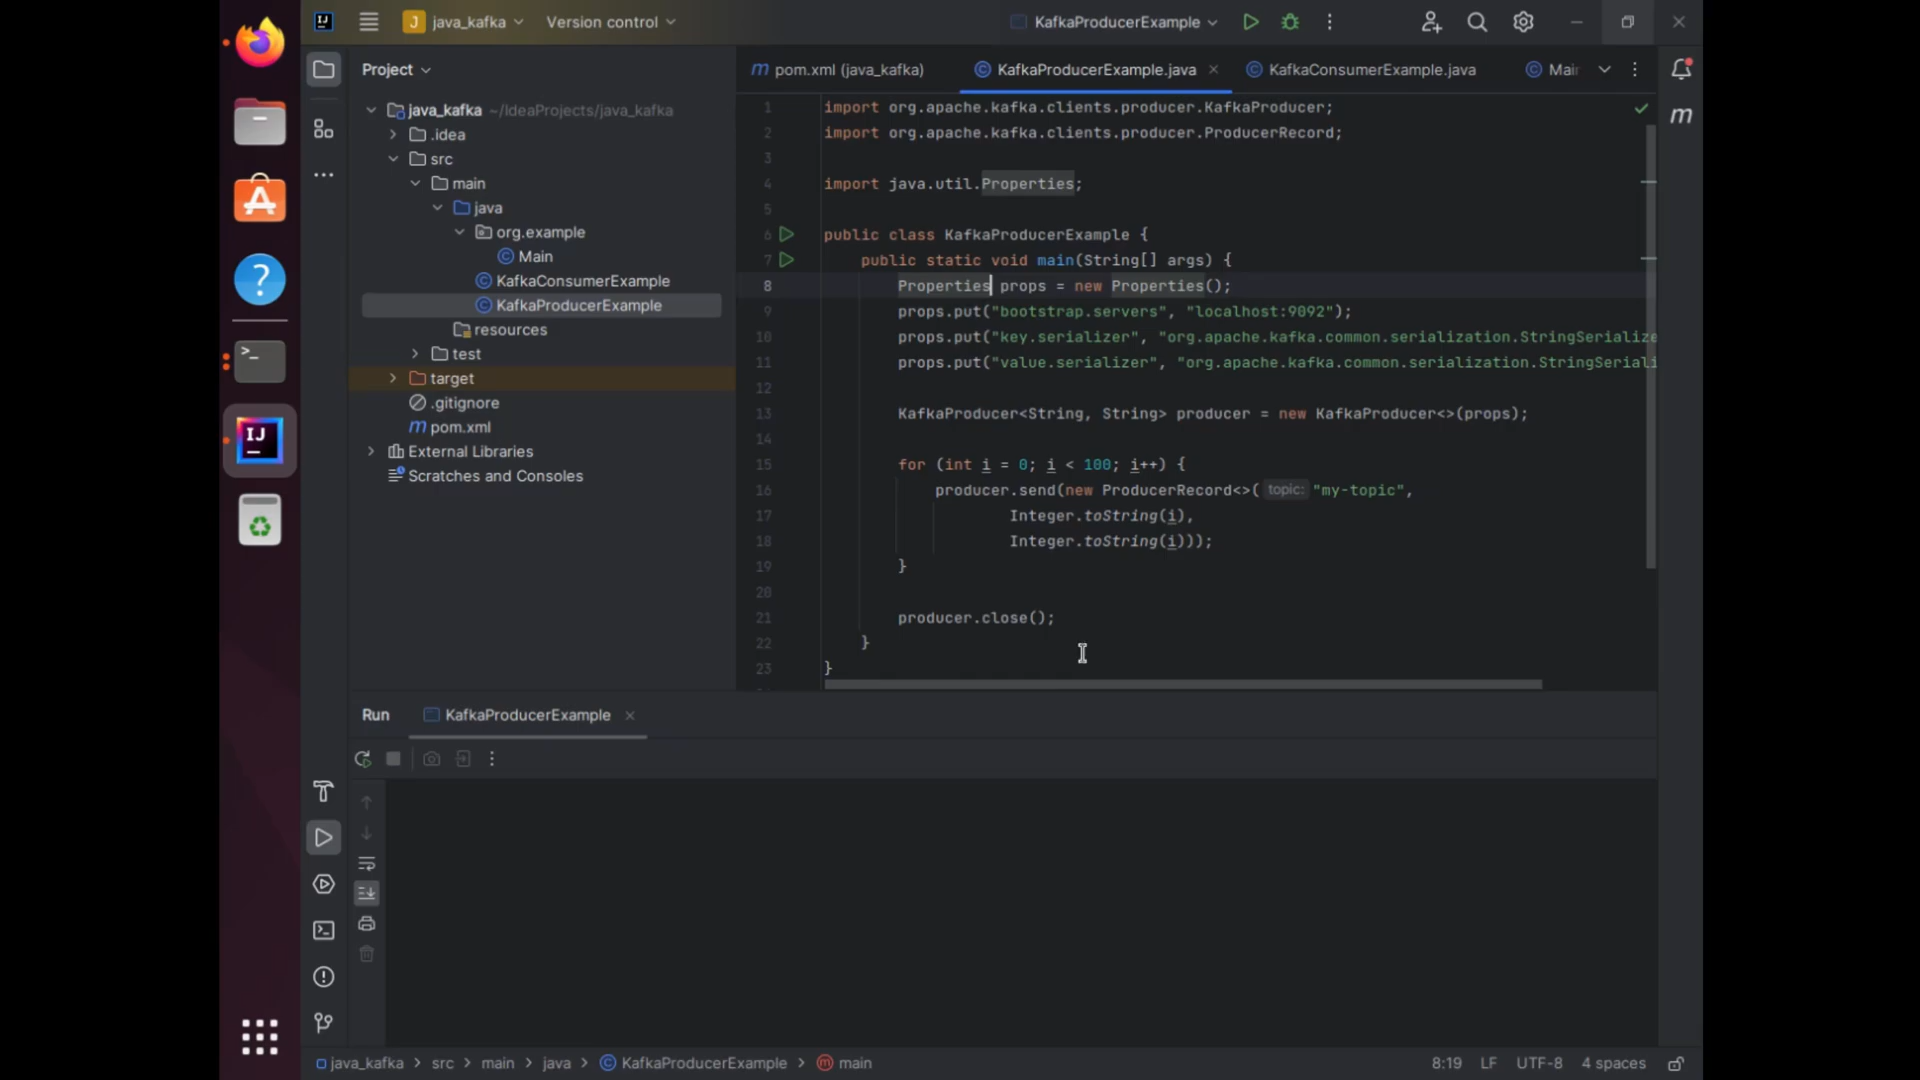 java_kafka
Version control
KafkaProducerExample
Project
pom.xml (java_kafka)
KafkaProducerExample.java
KafkaConsumerExample.java
Mai
java_kafka ~/IdeaProjects/java_kafka
.idea
src
main
java
org.example
Main
KafkaConsumerExample
KafkaProducerExample
resources
test
target
.gitignore
pom.xml
External Libraries
Scratches and Consoles
1 import org.apache.kafka.clients.producer.KafkaProducer;
2 import org.apache.kafka.clients.producer.ProducerRecord;
3
4 import java.util.Properties;
5
6 public class KafkaProducerExample {
7 public static void main(String[] args) {
8 Properties props = new Properties();
9 props.put("bootstrap.servers", "localhost:9092");
10 props.put("key.serializer", "org.apache.kafka.common.serialization.StringSerialize
11 props.put("value.serializer", "org.apache.kafka.common.serialization.StringSeriali
12
13 KafkaProducer<String, String> producer = new KafkaProducer<>(props);
14
15 for (int i = 0; i < 100; i++) {
16 producer.send(new ProducerRecord<>( topic: "my-topic",
17 Integer.toString(i),
18 Integer.toString(i)));
19 }
20
21 producer.close();
22 }
23 }
Run
KafkaProducerExample
java_kafka > src > main > java > KafkaProducerExample > main
8:19 LF UTF-8 4 spaces